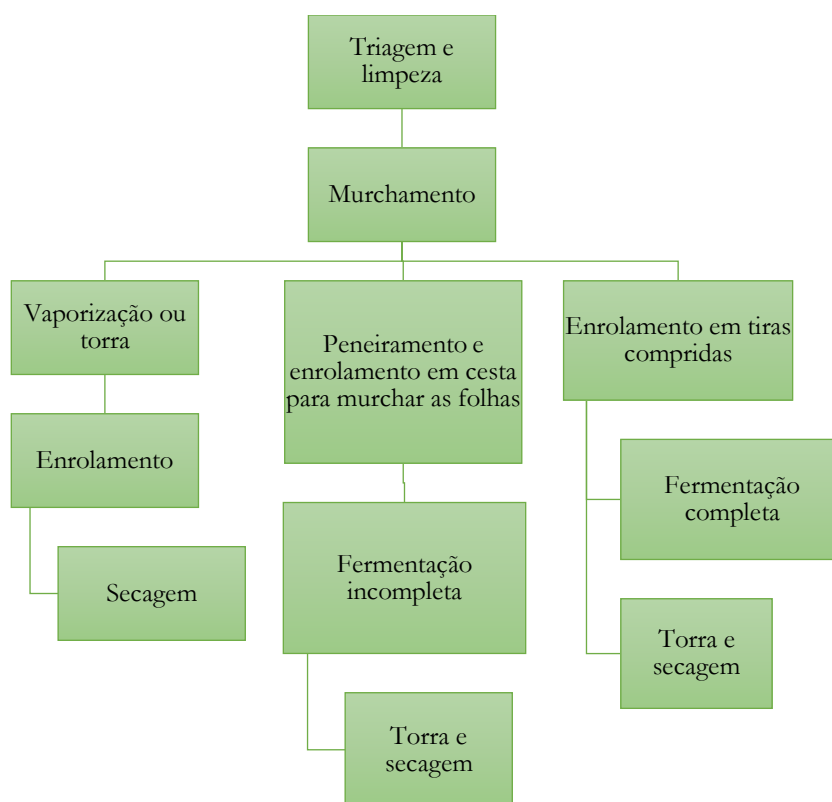 Triagem e
limpeza
Murchamento
Vaporização ou
torra
Enrolamento
Secagem
Peneiramento e
enrolamento em cesta
para murchar as folhas
Fermentação
incompleta
Torra e
secagem
Enrolamento em tiras
compridas
Fermentação
completa
Torra e
secagem